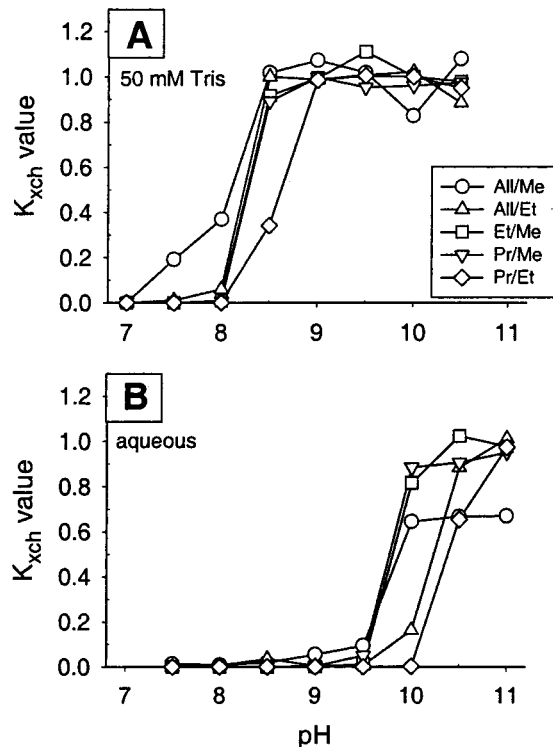 A
50 mM Tris
K_xch value
1.2
1.0
0.8
0.6
0.4
0.2
0.0
7 8 9 10 11
All/Me
All/Et
Et/Me
Pr/Me
Pr/Et
B
aqueous
K_xch value
1.2
1.0
0.8
0.6
0.4
0.2
0.0
7 8 9 10 11
pH